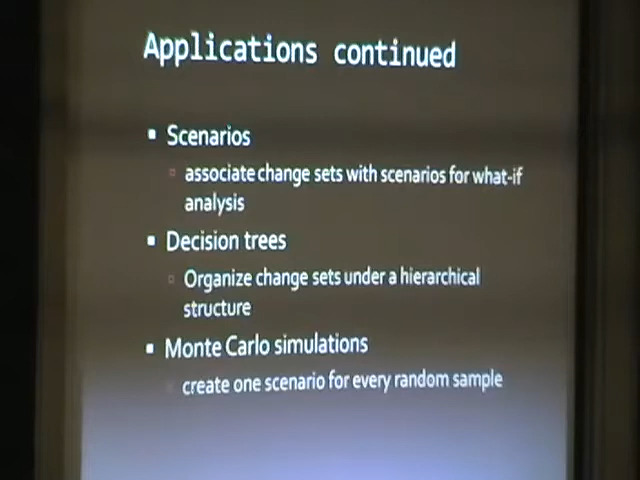 Applications continued
Scenarios
associate change sets with scenarios for what-if
analysis
Decision trees
Organize change sets under a hierarchical
structure
Monte Carlo simulations
create one scenario for every random sample